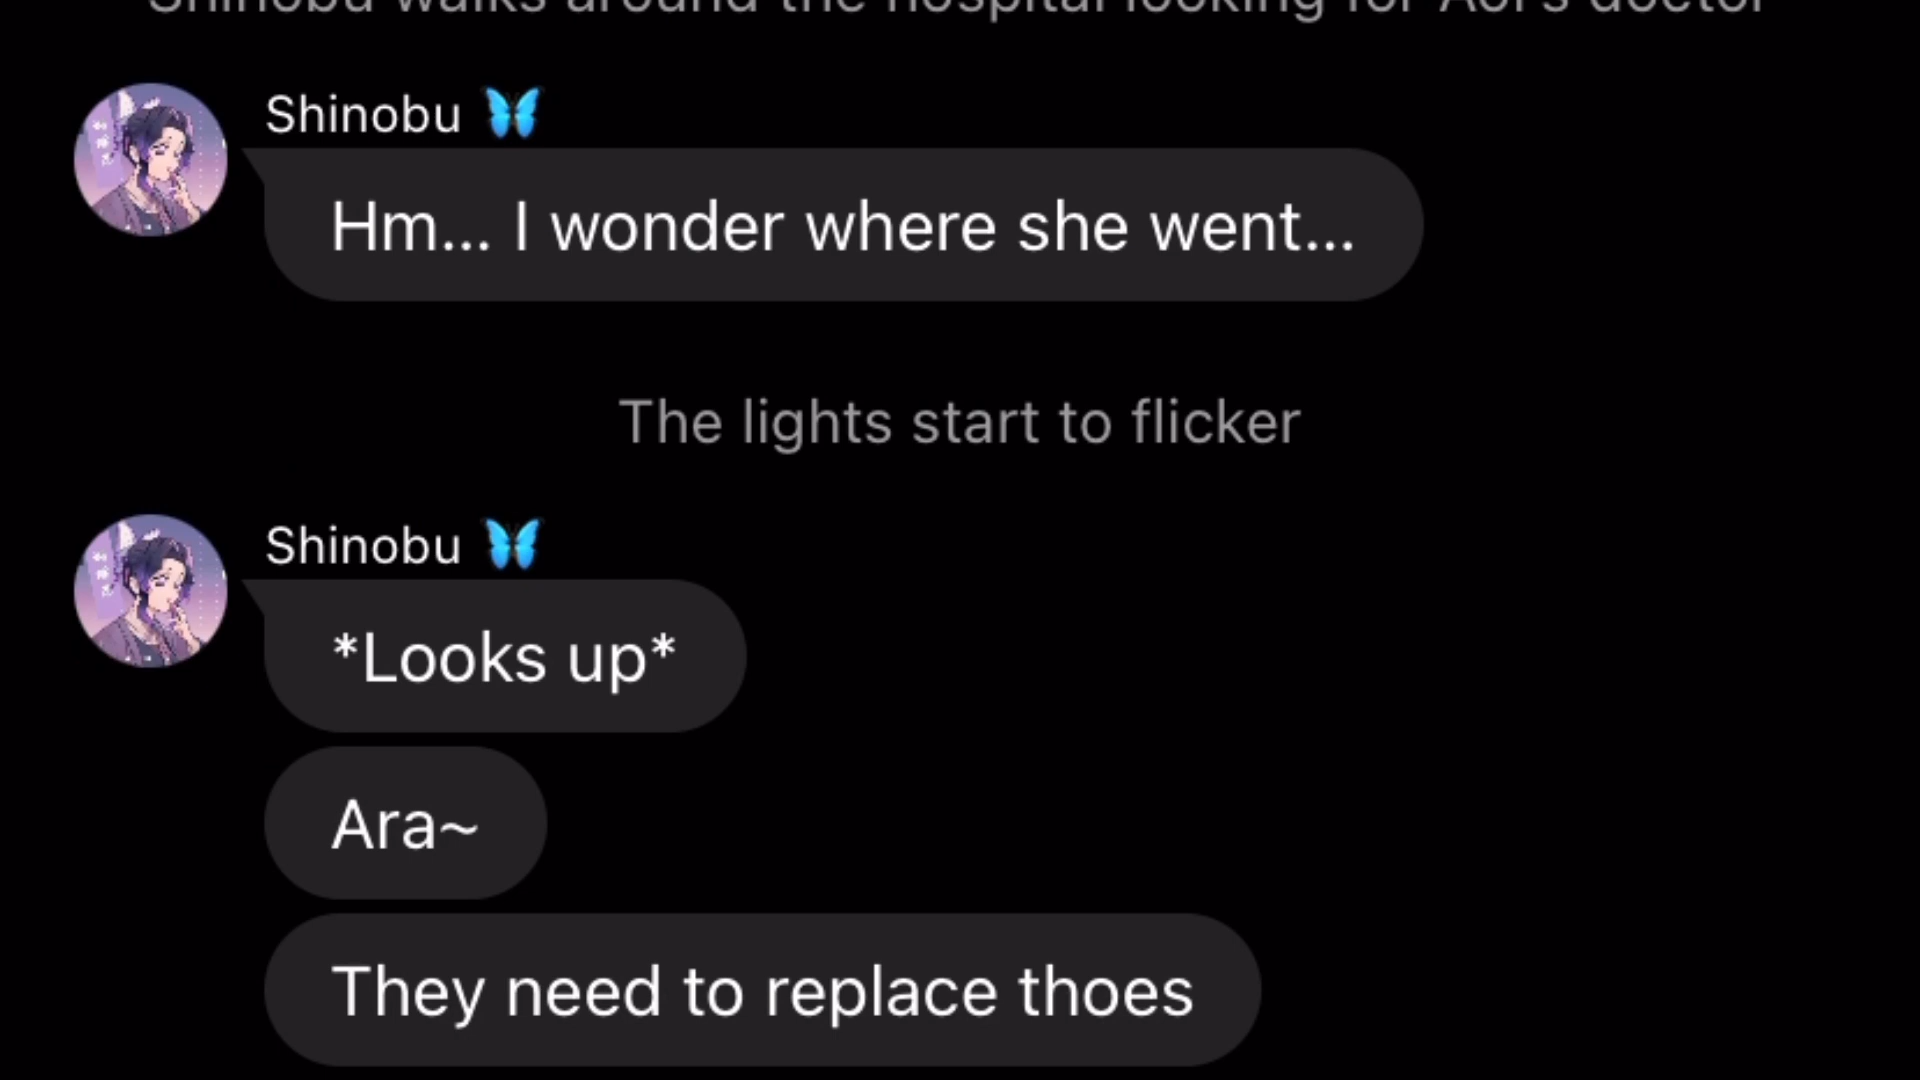 Shinobu walks around the hospital looking for Aoi's doctor
Shinobu 🦋
Hm... I wonder where she went...
The lights start to flicker
Shinobu 🦋
*Looks up*
Ara~
They need to replace thoes